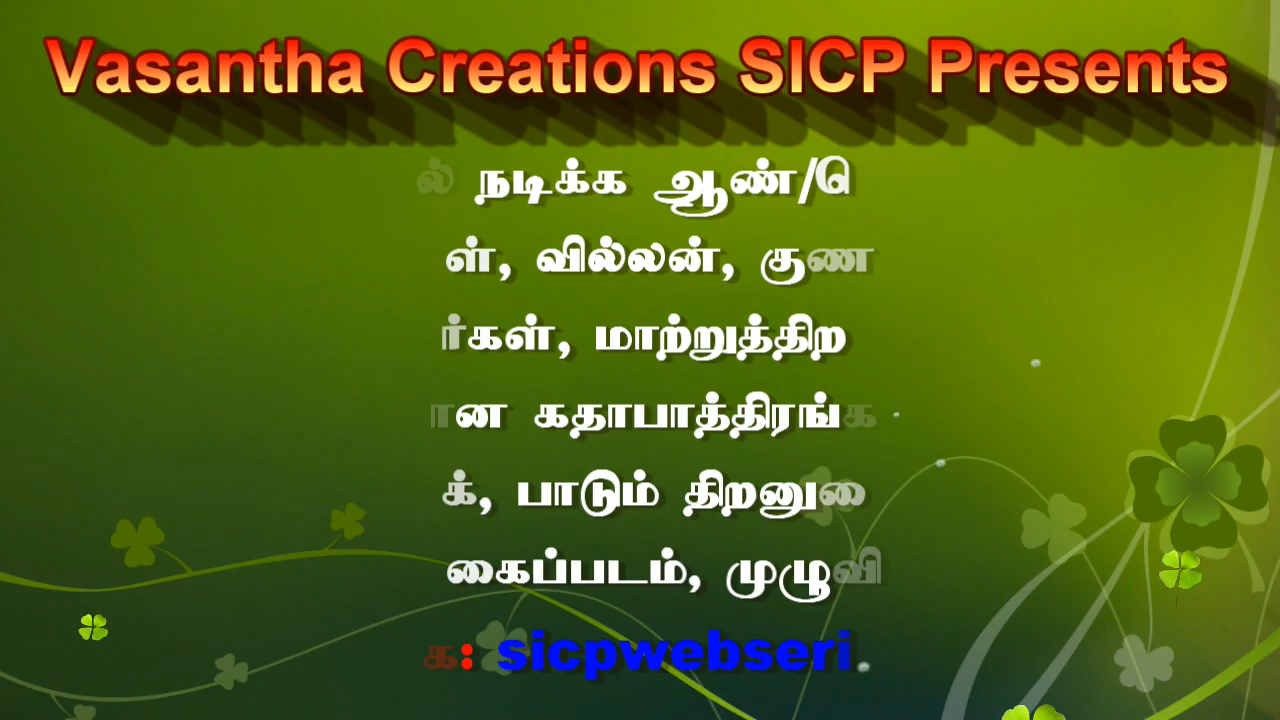 Vasantha Creations SICP Presents
ல் நடிக்க ஆண்/பெ
ள், வில்லன், குண
ர்கள், மாற்றுத்திற
ான கதாபாத்திரங்க
க், பாடும் திறனுடை
கைப்படம், முழுவி
க: sicpwebseri